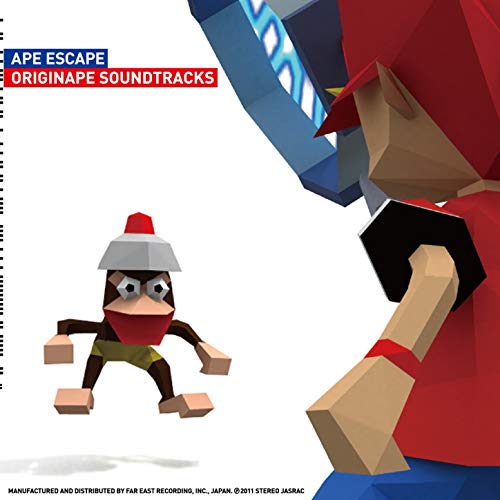 APE ESCAPE
ORIGINAPE SOUNDTRACKS
MANUFACTURED AND DISTRIBUTED BY FAR EAST RECORDING, INC., JAPAN. ℗2011 STEREO JASRAC